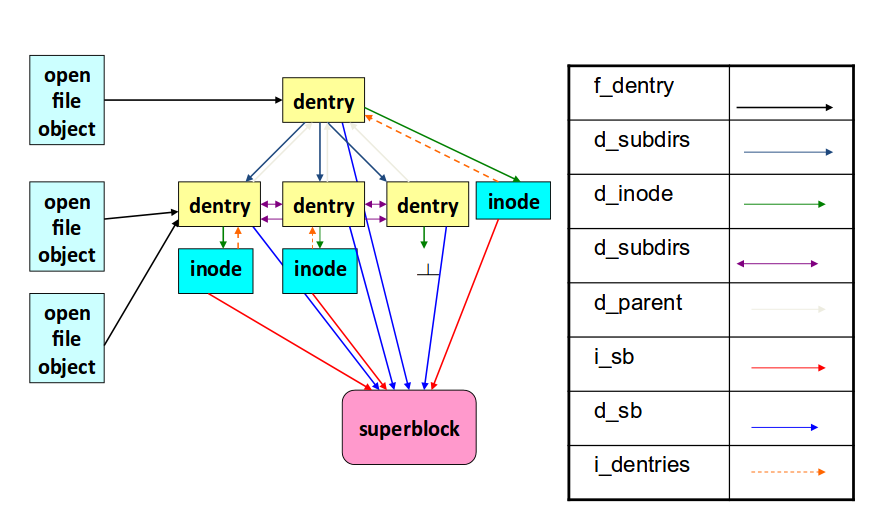 open
file
object
dentry
open
file
object
dentry
dentry
dentry
inode
inode
inode
open
file
object
superblock
f_dentry
d_subdirs
d_inode
d_subdirs
d_parent
i_sb
d_sb
i_dentries